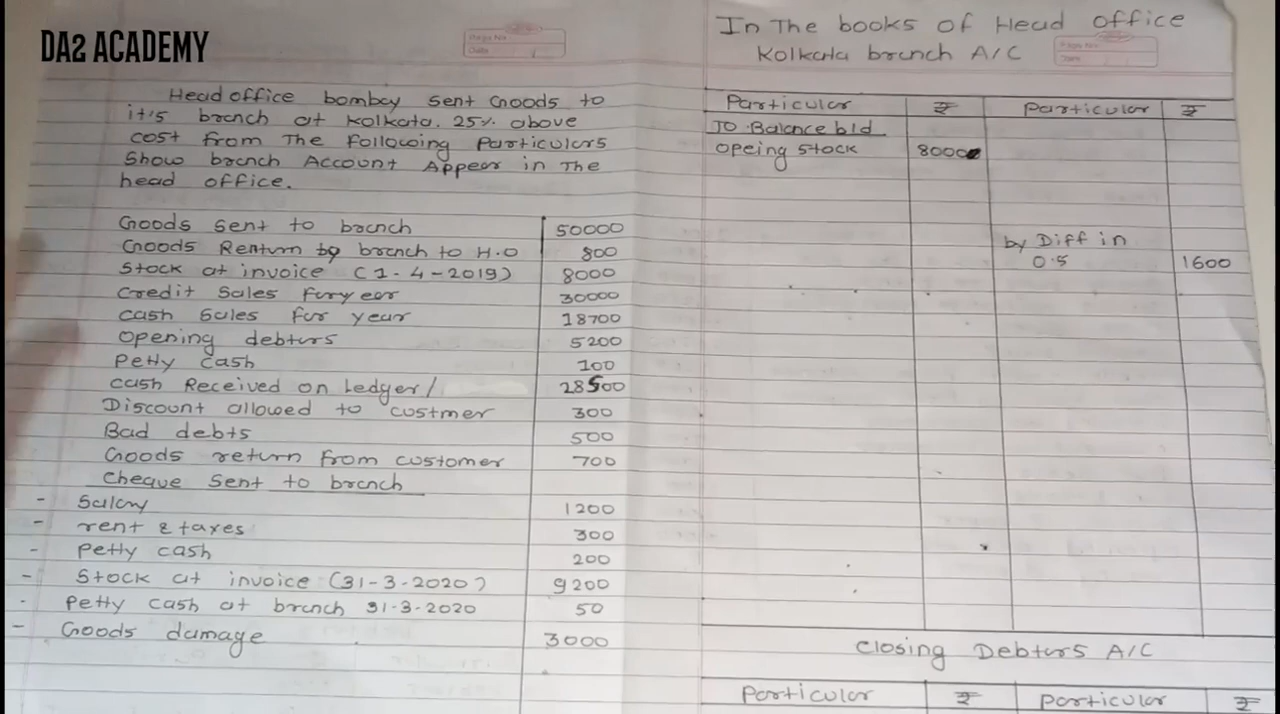 DA2 ACADEMY
Head office bombay sent Goods to
it's branch at Kolkata. 25% above
cost from The Following Particulars
Show branch Account Appear in The
head office.
Goods sent to branch 50000
Goods Renturn by branch to H.O 800
Stock at invoice (1-4-2019) 8000
Credit Sales For year 30000
cash Sales for year 18700
opening debturs 5200
Petty cash 100
cash Received on Ledger/ 28500
Discount allowed to custmer 300
Bad debts 500
Goods return from customer 700
Cheque Sent to branch
- Salary 1200
- rent & taxes 300
- Petty cash 200
- Stock at invoice (31-3-2020) 9200
- Petty cash at branch 31-3-2020 50
- Goods damage 3000
In The books of Head office
Kolkata branch A/C
Particular ₹ Particular ₹
To Balance b/d
Opeing Stock 8000
by Diff in
O.S 1600
Closing Debturs A/C
Particular ₹ Particular ₹